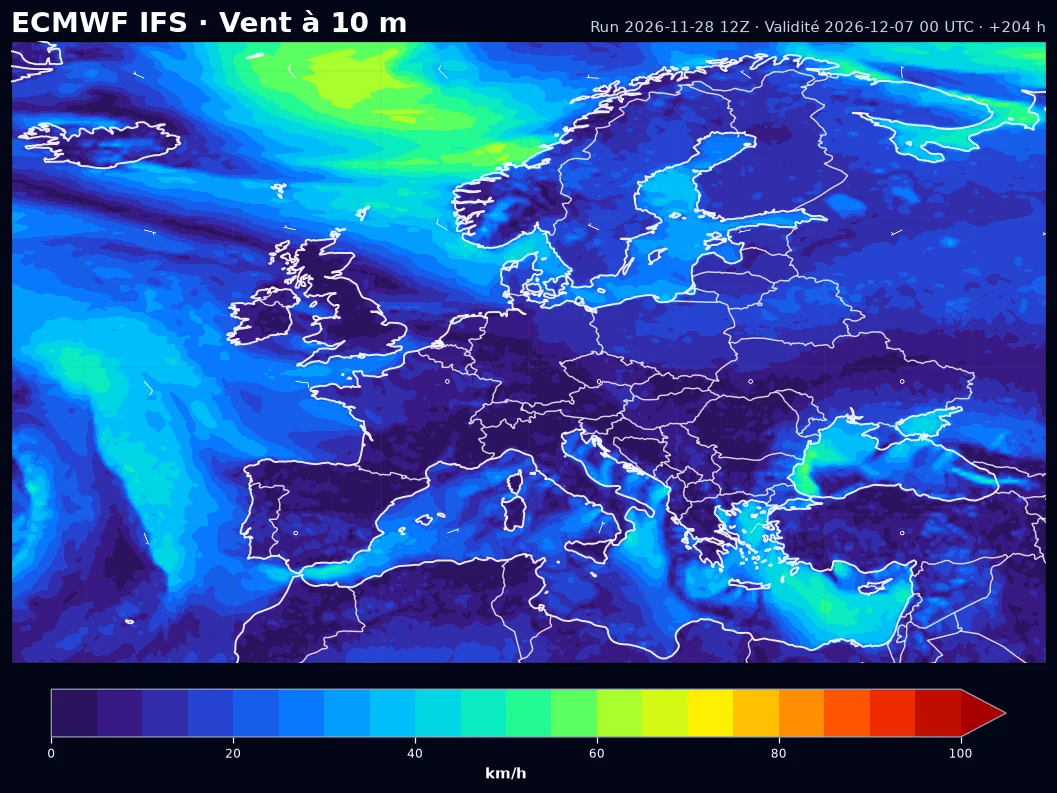 ECMWF IFS · Vent à 10 m
Run 2026-11-28 12Z · Validité 2026-12-07 00 UTC · +204 h
0 20 40 60 80 100
km/h